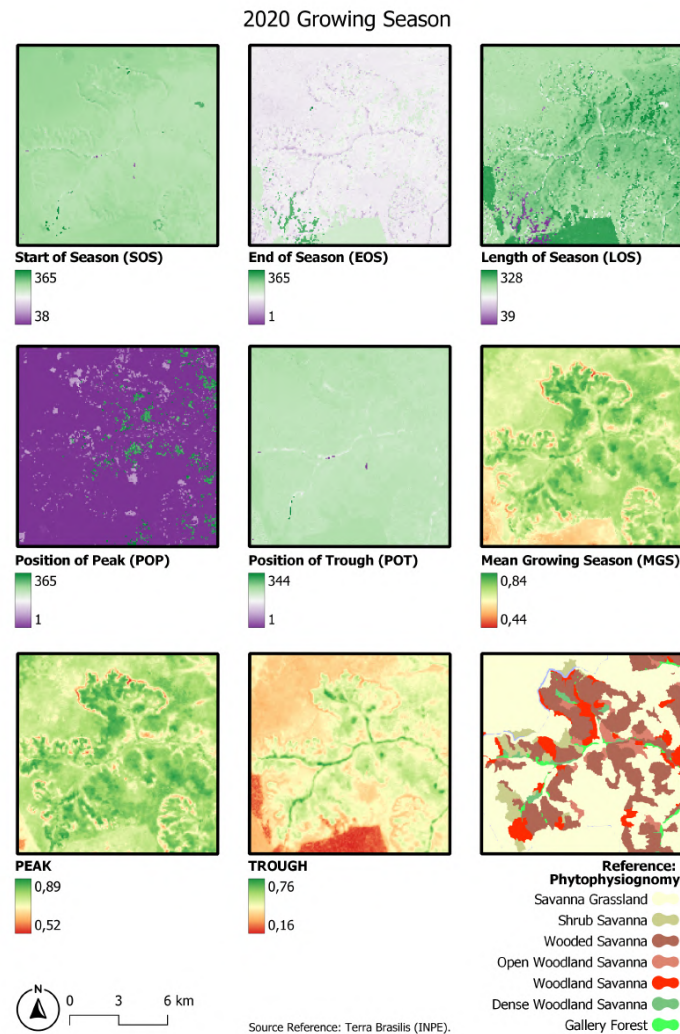 2020 Growing Season
Start of Season (SOS)
365
38
End of Season (EOS)
365
1
Length of Season (LOS)
328
39
Position of Peak (POP)
365
1
Position of Trough (POT)
344
1
Mean Growing Season (MGS)
0,84
0,44
PEAK
0,89
0,52
TROUGH
0,76
0,16
Reference:
Phytophysiognomy
Savanna Grassland
Shrub Savanna
Wooded Savanna
Open Woodland Savanna
Woodland Savanna
Dense Woodland Savanna
Gallery Forest
N
0 3 6 km
Source Reference: Terra Brasilis (INPE).